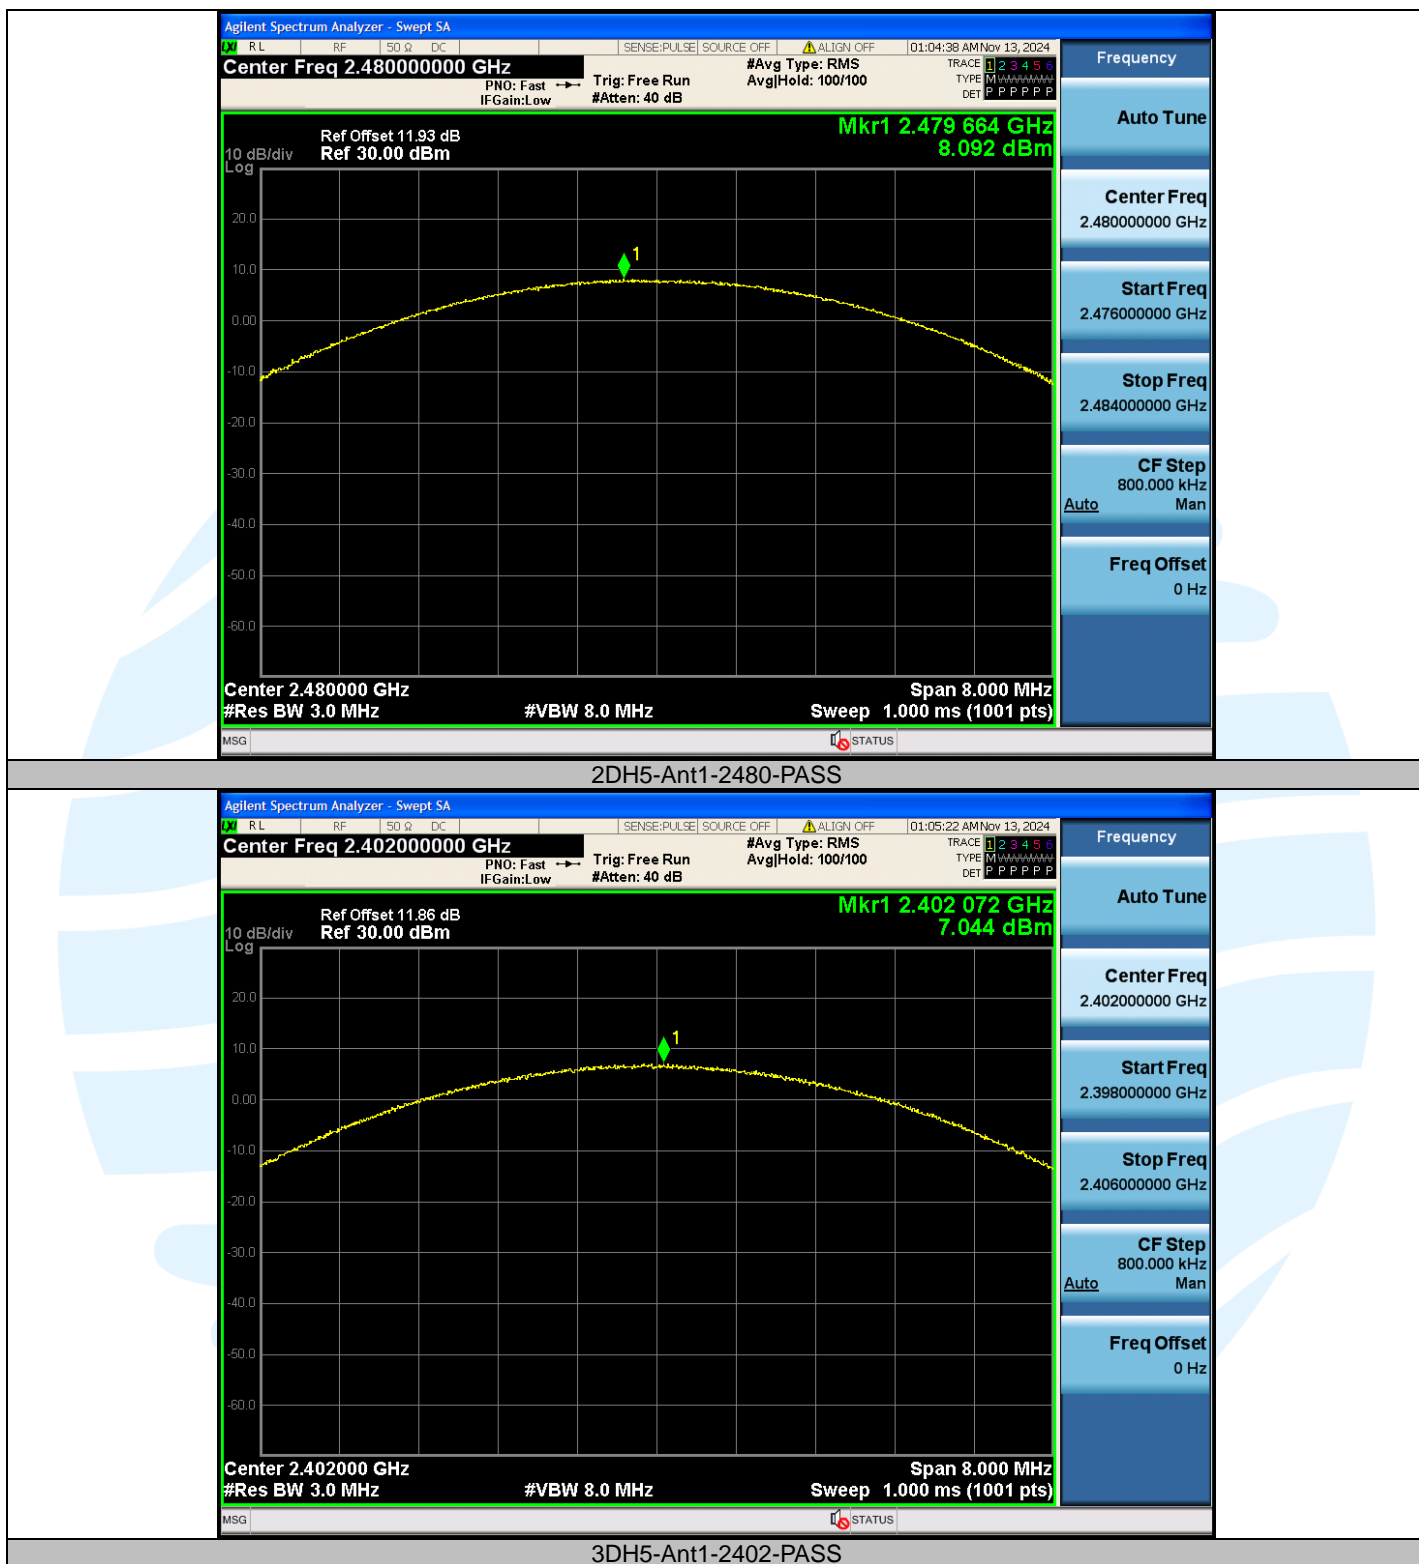 Agilent Spectrum Analyzer - Swept SA
LXI RL RF 50 Ω DC SENSE:PULSE SOURCE OFF ALIGN OFF 01:04:38 AM Nov 13, 2024
Center Freq 2.480000000 GHz
PNO: Fast
IFGain:Low
Trig: Free Run
#Atten: 40 dB
#Avg Type: RMS
Avg|Hold: 100/100
TRACE 1 2 3 4 5 6
TYPE M
DET P P P P P P
Mkr1 2.479 664 GHz
8.092 dBm
Ref Offset 11.93 dB
10 dB/div Ref 30.00 dBm
Log
20.0
1
10.0
0.00
-10.0
-20.0
-30.0
-40.0
-50.0
-60.0
Center 2.480000 GHz Span 8.000 MHz
#Res BW 3.0 MHz #VBW 8.0 MHz Sweep 1.000 ms (1001 pts)
MSG STATUS
Frequency
Auto Tune
Center Freq
2.480000000 GHz
Start Freq
2.476000000 GHz
Stop Freq
2.484000000 GHz
CF Step
800.000 kHz
Auto Man
Freq Offset
0 Hz
2DH5-Ant1-2480-PASS
Agilent Spectrum Analyzer - Swept SA
LXI RL RF 50 Ω DC SENSE:PULSE SOURCE OFF ALIGN OFF 01:05:22 AM Nov 13, 2024
Center Freq 2.402000000 GHz
PNO: Fast
IFGain:Low
Trig: Free Run
#Atten: 40 dB
#Avg Type: RMS
Avg|Hold: 100/100
TRACE 1 2 3 4 5 6
TYPE M
DET P P P P P P
Mkr1 2.402 072 GHz
7.044 dBm
Ref Offset 11.86 dB
10 dB/div Ref 30.00 dBm
Log
20.0
1
10.0
0.00
-10.0
-20.0
-30.0
-40.0
-50.0
-60.0
Center 2.402000 GHz Span 8.000 MHz
#Res BW 3.0 MHz #VBW 8.0 MHz Sweep 1.000 ms (1001 pts)
MSG STATUS
Frequency
Auto Tune
Center Freq
2.402000000 GHz
Start Freq
2.398000000 GHz
Stop Freq
2.406000000 GHz
CF Step
800.000 kHz
Auto Man
Freq Offset
0 Hz
3DH5-Ant1-2402-PASS